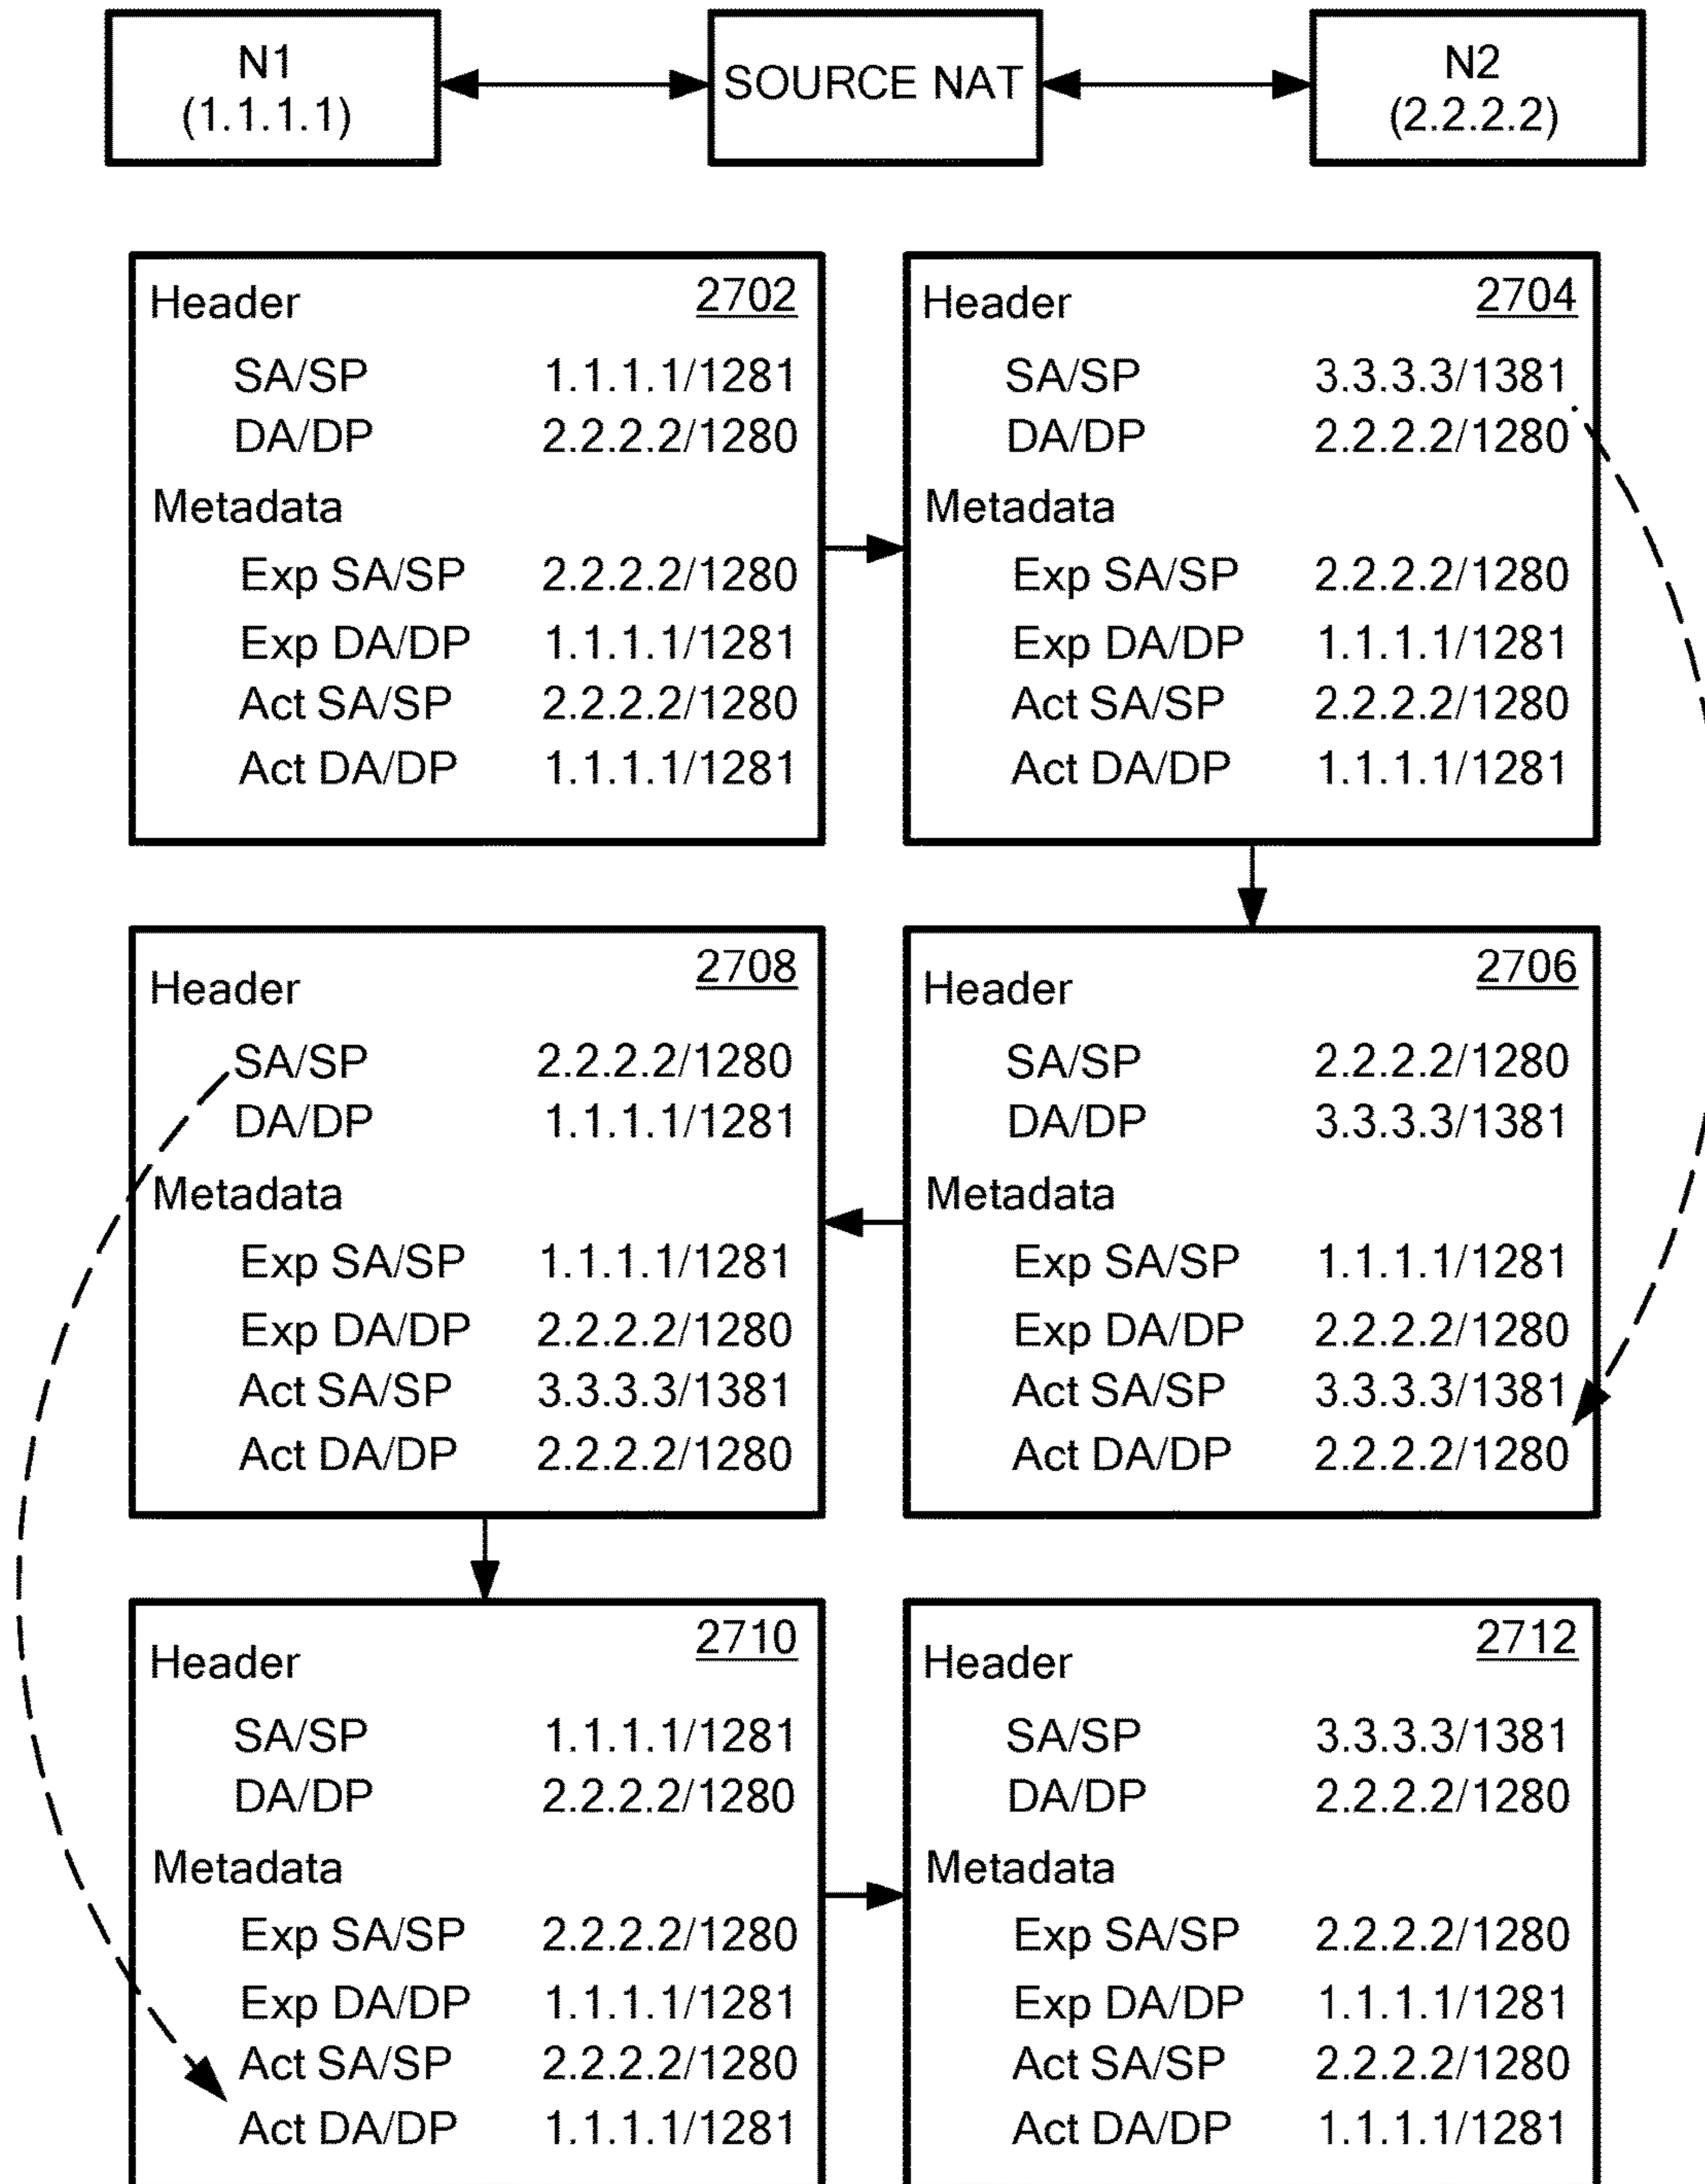 N1
(1.1.1.1)
SOURCE NAT
N2
(2.2.2.2)
Header 2702
SA/SP 1.1.1.1/1281
DA/DP 2.2.2.2/1280
Metadata
Exp SA/SP 2.2.2.2/1280
Exp DA/DP 1.1.1.1/1281
Act SA/SP 2.2.2.2/1280
Act DA/DP 1.1.1.1/1281
Header 2704
SA/SP 3.3.3.3/1381
DA/DP 2.2.2.2/1280
Metadata
Exp SA/SP 2.2.2.2/1280
Exp DA/DP 1.1.1.1/1281
Act SA/SP 2.2.2.2/1280
Act DA/DP 1.1.1.1/1281
Header 2708
SA/SP 2.2.2.2/1280
DA/DP 1.1.1.1/1281
Metadata
Exp SA/SP 1.1.1.1/1281
Exp DA/DP 2.2.2.2/1280
Act SA/SP 3.3.3.3/1381
Act DA/DP 2.2.2.2/1280
Header 2706
SA/SP 2.2.2.2/1280
DA/DP 3.3.3.3/1381
Metadata
Exp SA/SP 1.1.1.1/1281
Exp DA/DP 2.2.2.2/1280
Act SA/SP 3.3.3.3/1381
Act DA/DP 2.2.2.2/1280
Header 2710
SA/SP 1.1.1.1/1281
DA/DP 2.2.2.2/1280
Metadata
Exp SA/SP 2.2.2.2/1280
Exp DA/DP 1.1.1.1/1281
Act SA/SP 2.2.2.2/1280
Act DA/DP 1.1.1.1/1281
Header 2712
SA/SP 3.3.3.3/1381
DA/DP 2.2.2.2/1280
Metadata
Exp SA/SP 2.2.2.2/1280
Exp DA/DP 1.1.1.1/1281
Act SA/SP 2.2.2.2/1280
Act DA/DP 1.1.1.1/1281